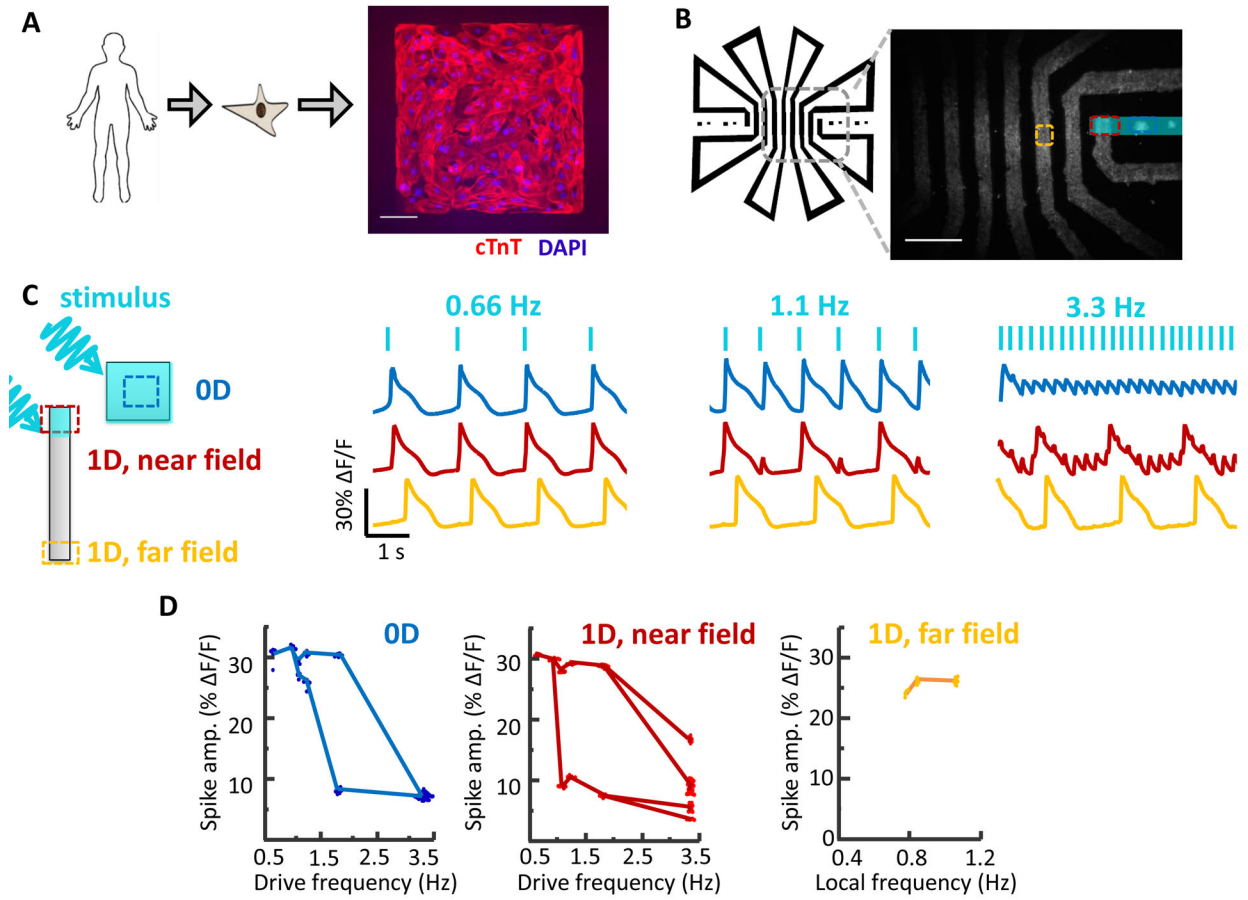 A
cTnT DAPI
B
C
stimulus
0D
1D, near field
1D, far field
0.66 Hz
1.1 Hz
3.3 Hz
30% ΔF/F
1 s
D
0D
Spike amp. (% ΔF/F)
30
20
10
0.5 1.5 2.5 3.5
Drive frequency (Hz)
1D, near field
Spike amp. (% ΔF/F)
30
20
10
0.5 1.5 2.5 3.5
Drive frequency (Hz)
1D, far field
Spike amp. (% ΔF/F)
30
20
10
0
0.4 0.8 1.2
Local frequency (Hz)